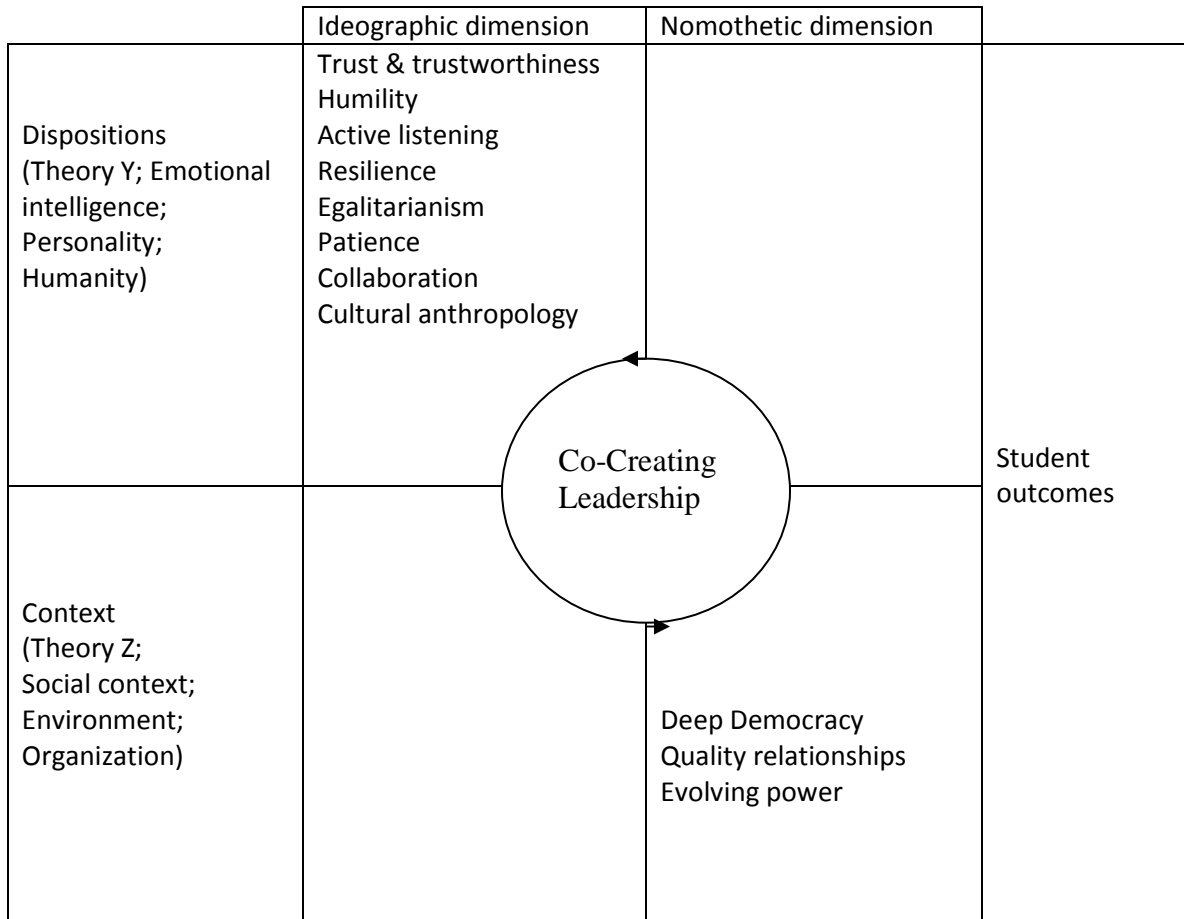 Ideographic dimension
Nomothetic dimension
Dispositions
(Theory Y; Emotional
intelligence;
Personality;
Humanity)
Trust & trustworthiness
Humility
Active listening
Resilience
Egalitarianism
Patience
Collaboration
Cultural anthropology
Co-Creating
Leadership
Student
outcomes
Context
(Theory Z;
Social context;
Environment;
Organization)
Deep Democracy
Quality relationships
Evolving power